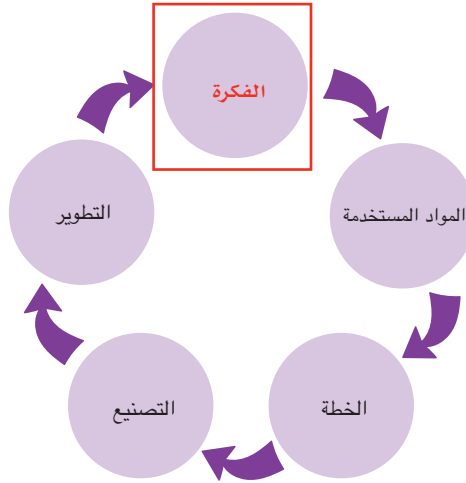 الفكرة
المواد المستخدمة
الخطة
التصنيع
التطوير